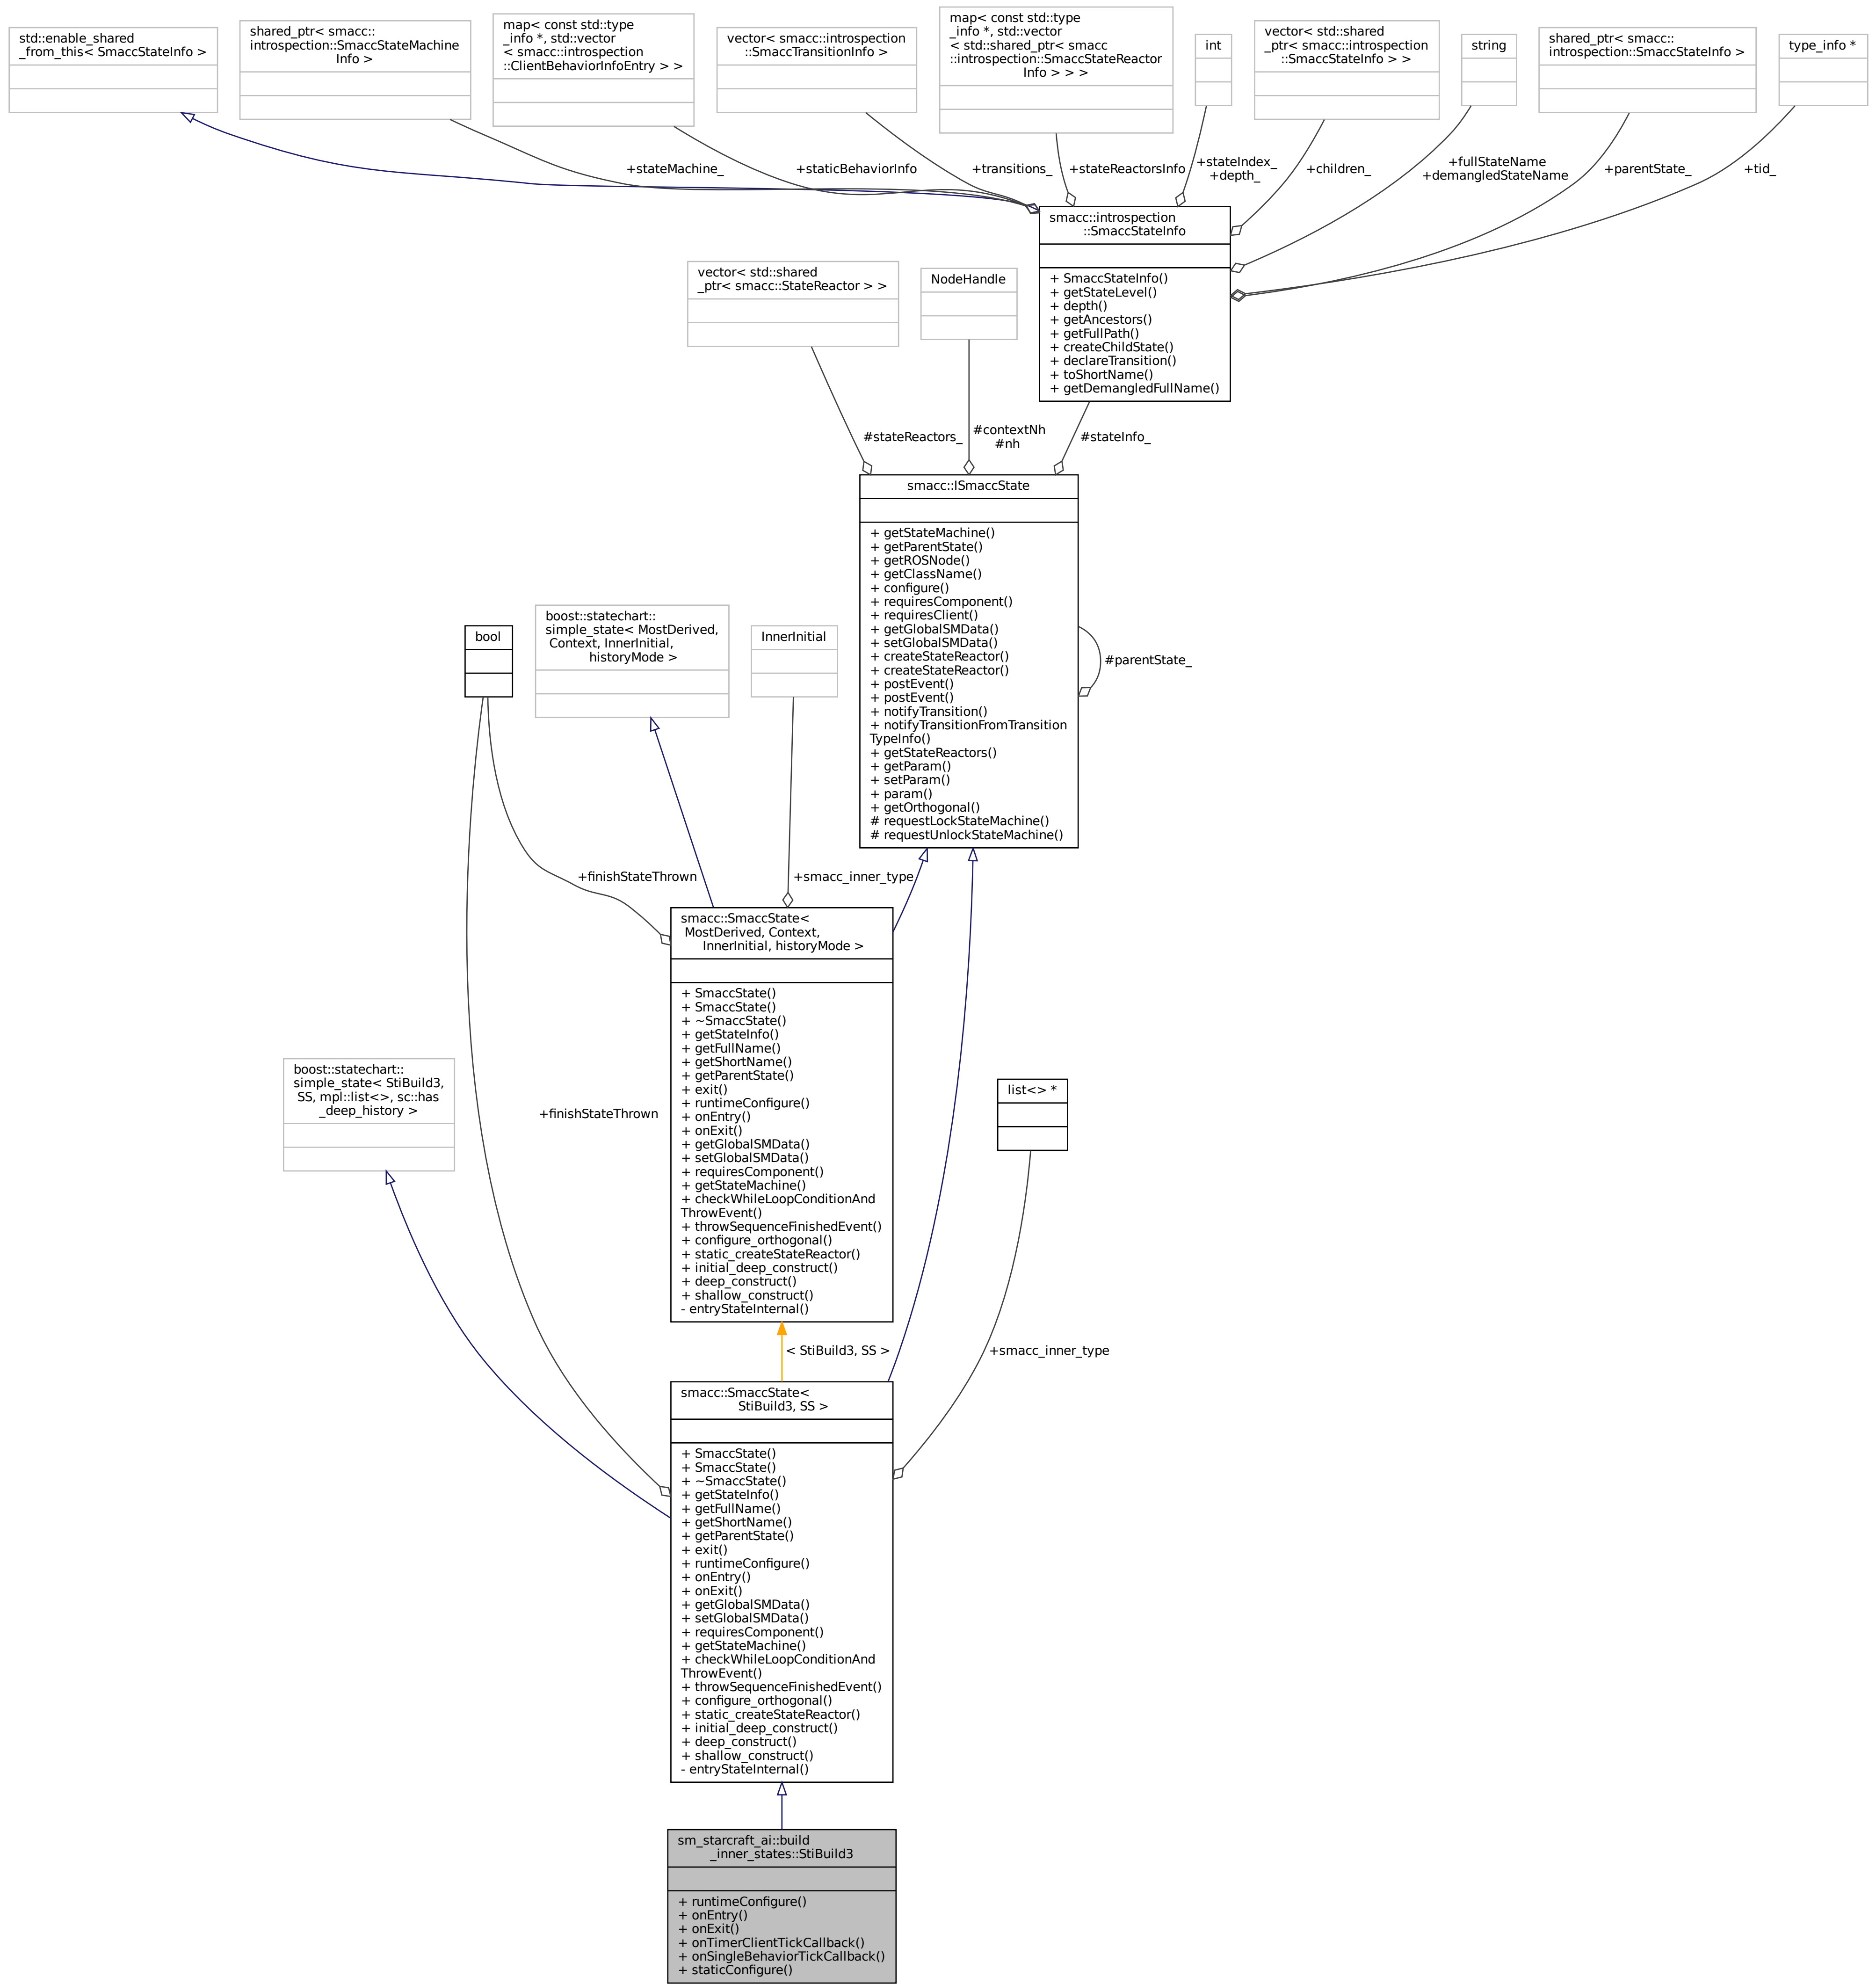 std::enable_shared
_from_this< SmaccStateInfo >
shared_ptr< smacc::
introspection::SmaccStateMachine
Info >
map< const std::type
_info *, std::vector
< smacc::introspection
::ClientBehaviorInfoEntry > >
vector< smacc::introspection
::SmaccTransitionInfo >
map< const std::type
_info *, std::vector
< std::shared_ptr< smacc
::introspection::SmaccStateReactor
Info > > >
int
vector< std::shared
_ptr< smacc::introspection
::SmaccStateInfo > >
string
shared_ptr< smacc::
introspection::SmaccStateInfo >
type_info *
+stateMachine_
+staticBehaviorInfo
+transitions_
+stateReactorsInfo
+stateIndex_
+depth_
+children_
+fullStateName
+demangledStateName
+parentState_
+tid_
smacc::introspection
::SmaccStateInfo
+ SmaccStateInfo()
+ getStateLevel()
+ depth()
+ getAncestors()
+ getFullPath()
+ createChildState()
+ declareTransition()
+ toShortName()
+ getDemangledFullName()
vector< std::shared
_ptr< smacc::StateReactor > >
NodeHandle
#stateReactors_
#contextNh
#nh
#stateInfo_
smacc::ISmaccState
+ getStateMachine()
+ getParentState()
+ getROSNode()
+ getClassName()
+ configure()
+ requiresComponent()
+ requiresClient()
+ getGlobalSMData()
+ setGlobalSMData()
+ createStateReactor()
+ createStateReactor()
+ postEvent()
+ postEvent()
+ notifyTransition()
+ notifyTransitionFromTransition
TypeInfo()
+ getStateReactors()
+ getParam()
+ setParam()
+ param()
+ getOrthogonal()
# requestLockStateMachine()
# requestUnlockStateMachine()
#parentState_
bool
boost::statechart::
simple_state< MostDerived,
Context, InnerInitial,
historyMode >
InnerInitial
+finishStateThrown
+smacc_inner_type
smacc::SmaccState<
MostDerived, Context,
InnerInitial, historyMode >
+ SmaccState()
+ SmaccState()
+ ~SmaccState()
+ getStateInfo()
+ getFullName()
+ getShortName()
+ getParentState()
+ exit()
+ runtimeConfigure()
+ onEntry()
+ onExit()
+ getGlobalSMData()
+ setGlobalSMData()
+ requiresComponent()
+ getStateMachine()
+ checkWhileLoopConditionAnd
ThrowEvent()
+ throwSequenceFinishedEvent()
+ configure_orthogonal()
+ static_createStateReactor()
+ initial_deep_construct()
+ deep_construct()
+ shallow_construct()
- entryStateInternal()
boost::statechart::
simple_state< StiBuild3,
SS, mpl::list<>, sc::has
_deep_history >
+finishStateThrown
list<> *
< StiBuild3, SS >
+smacc_inner_type
smacc::SmaccState<
StiBuild3, SS >
+ SmaccState()
+ SmaccState()
+ ~SmaccState()
+ getStateInfo()
+ getFullName()
+ getShortName()
+ getParentState()
+ exit()
+ runtimeConfigure()
+ onEntry()
+ onExit()
+ getGlobalSMData()
+ setGlobalSMData()
+ requiresComponent()
+ getStateMachine()
+ checkWhileLoopConditionAnd
ThrowEvent()
+ throwSequenceFinishedEvent()
+ configure_orthogonal()
+ static_createStateReactor()
+ initial_deep_construct()
+ deep_construct()
+ shallow_construct()
- entryStateInternal()
sm_starcraft_ai::build
_inner_states::StiBuild3
+ runtimeConfigure()
+ onEntry()
+ onExit()
+ onTimerClientTickCallback()
+ onSingleBehaviorTickCallback()
+ staticConfigure()